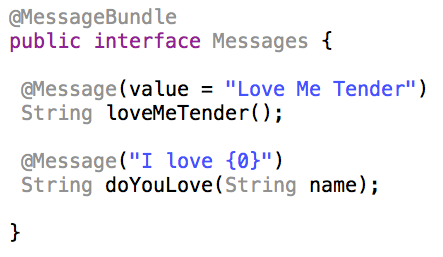 @MessageBundle
public interface Messages {
@Message(value = "Love Me Tender")
String loveMeTender();
@Message("I love {0}")
String doYouLove(String name);
}